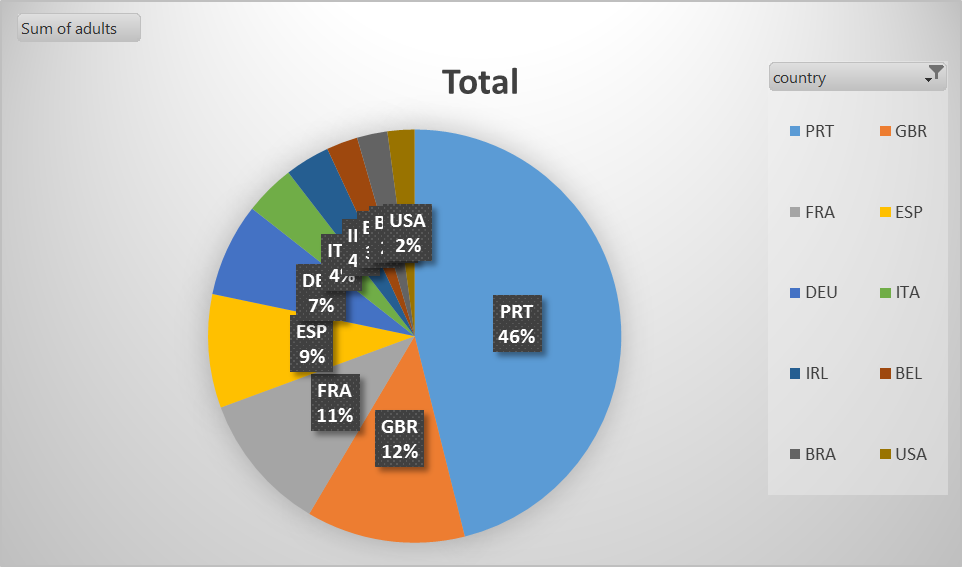 Sum of adults
Total
country
PRT
GBR
FRA
ESP
DEU
ITA
IRL
BEL
BRA
USA
USA
2%
4%
7%
PRT
46%
ESP
9%
FRA
11%
GBR
12%